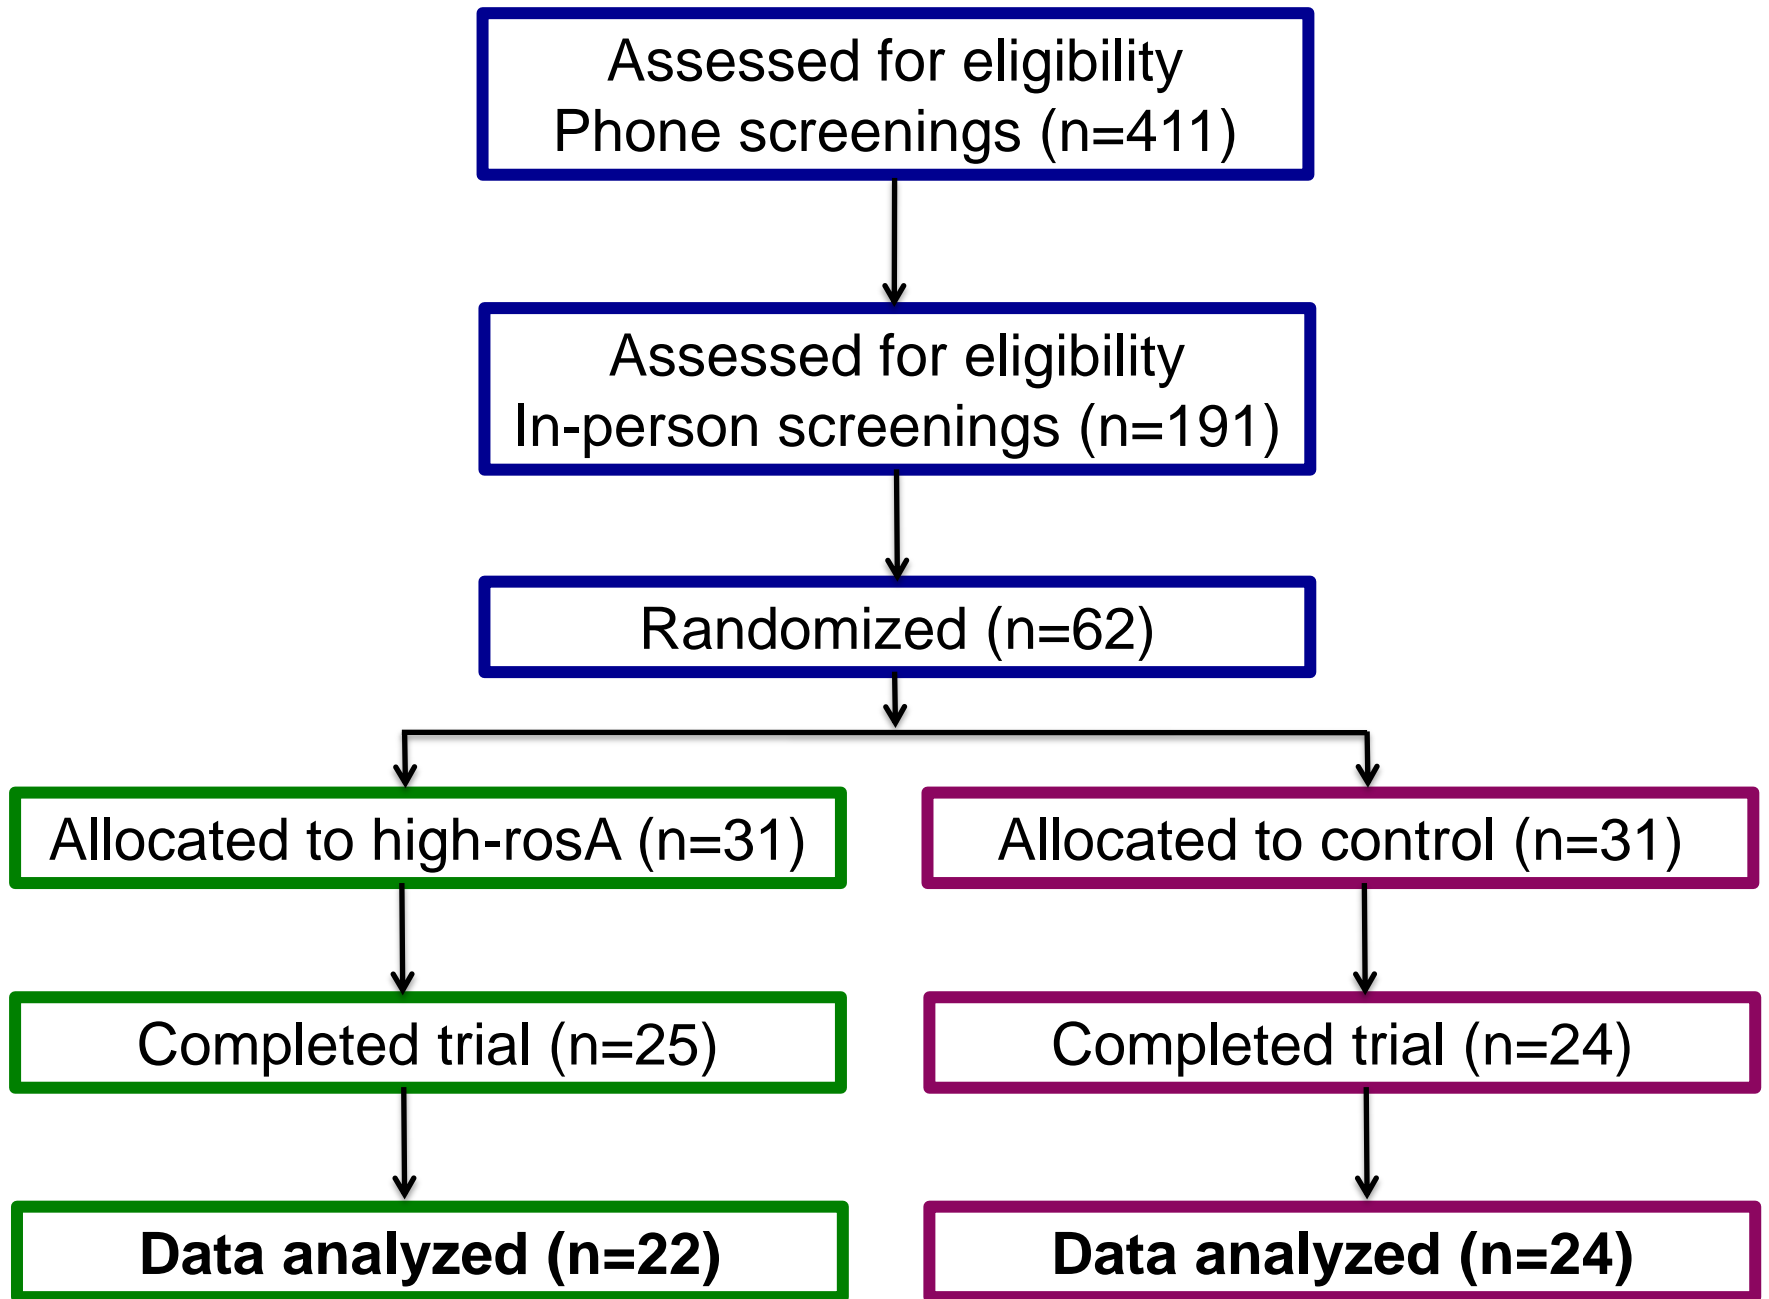 Assessed for eligibility
Phone screenings (n=411)
Assessed for eligibility
In-person screenings (n=191)
Randomized (n=62)
Allocated to high-rosA (n=31)
Allocated to control (n=31)
Completed trial (n=25)
Completed trial (n=24)
Data analyzed (n=22)
Data analyzed (n=24)